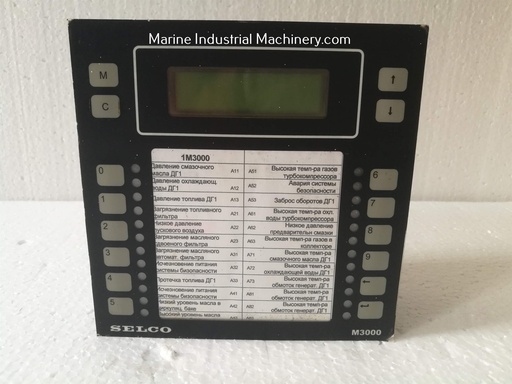 Marine Industrial Machinery.com
M
C
↑
↓
1M3000
0
1
2
3
4
5
6
7
8
9
←
Давление смазочного
масла ДГ1 A11
Давление охлаждающ.
воды ДГ1 A12
Давление топлива ДГ1 A13
Загрязнение топливного
фильтра A21
Низкое давление
пускового воздуха A22
Загрязнение масляного
сдвоенного фильтра A23
Загрязнение масляного
автомат. фильтра A31
Исчезновение питания
системы безопасности A32
Протечка топлива ДГ1 A33
Исчезновение питания
системы безопасности A41
Низкий уровень масла в
баке A42
Высокий уровень масла A43
A51 Высокая темп-ра газов
турбокомпрессора
A52 Авария системы
безопасности
A53 Заброс оборотов ДГ1
A61 Высокая темп-ра охл.
воды турбокомпрессора
A62 Низкое давление
предварительн смазки
A63 Высокая темп-ра газов к
коллекторе
A71 Высокая темп-ра
смазочного масла ДГ1
A72 Высокая темп-ра
охлаждающей воды ДГ1
A73 Высокая темп-ра
обмоток генерат. ДГ1
A81 Высокая темп-ра
обмоток генерат. ДГ1
A82 Высокая темп-ра
обмоток генерат. ДГ1
SELCO
M3000